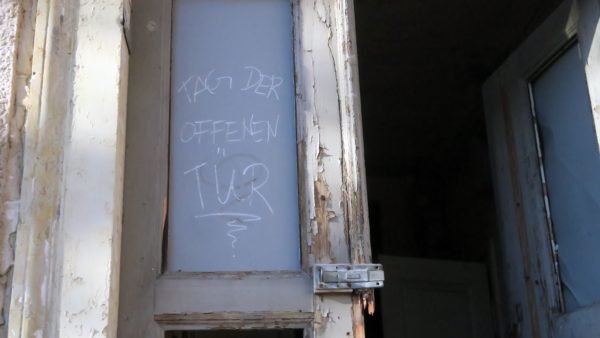 TAG DER
OFFENEN
TÜR